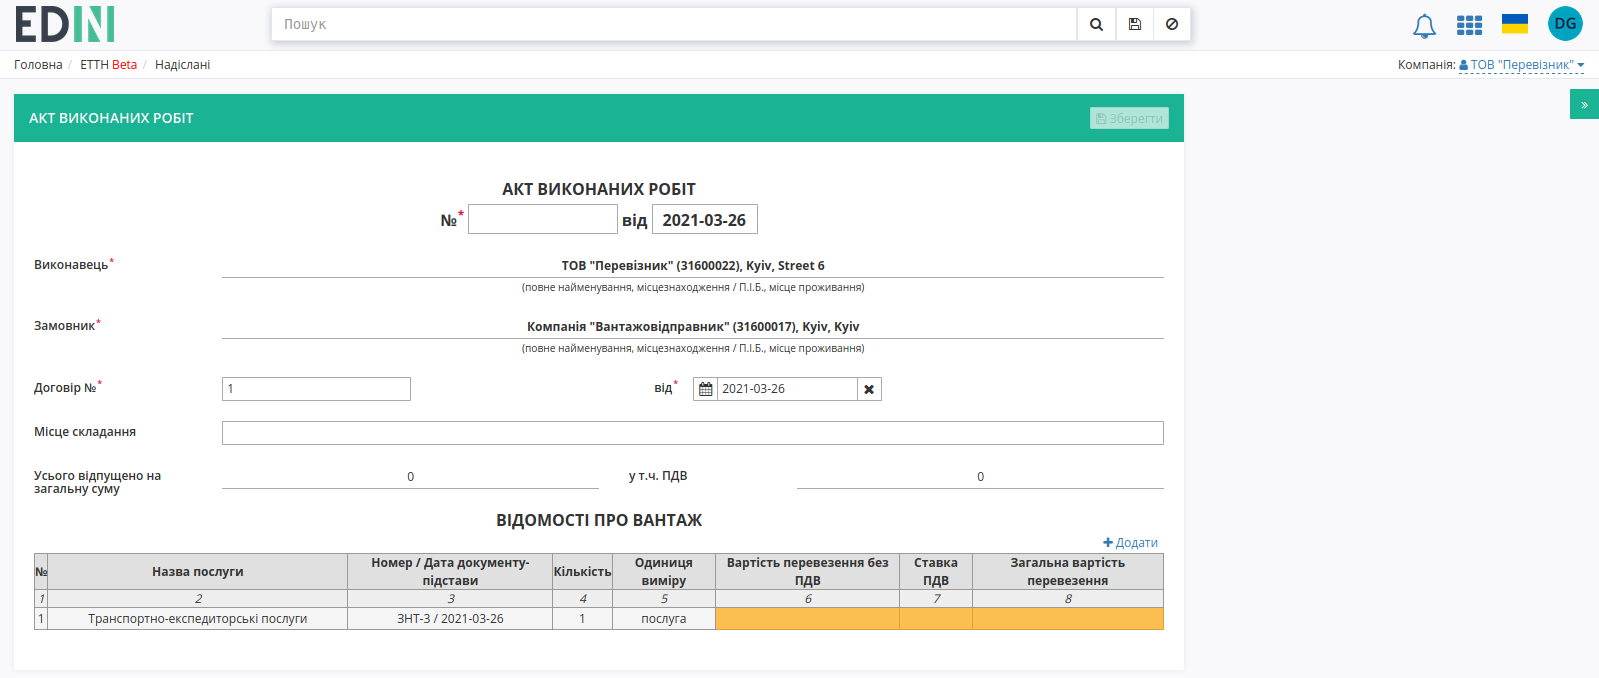 EDIN
Пошук
DG
Головна / ЕТТН Beta / Надіслані
Компанія: ТОВ "Перевізник"
»
АКТ ВИКОНАНИХ РОБІТ
Зберегти
АКТ ВИКОНАНИХ РОБІТ
№* від 2021-03-26
Виконавець*
ТОВ "Перевізник" (31600022), Kyiv, Street 6
(повне найменування, місцезнаходження / П.І.Б., місце проживання)
Замовник*
Компанія "Вантажовідправник" (31600017), Kyiv, Kyiv
(повне найменування, місцезнаходження / П.І.Б., місце проживання)
Договір №* 1 від* 2021-03-26
Місце складання
Усього відпущено на
загальну суму
0 у т.ч. ПДВ 0
ВІДОМОСТІ ПРО ВАНТАЖ
Додати
№ Назва послуги
Номер / Дата документу-
підстави
Кількість
Одиниця
виміру
Вартість перевезення без
ПДВ
Ставка
ПДВ
Загальна вартість
перевезення
1 2 3 4 5 6 7 8
1 Транспортно-експедиторські послуги ЗНТ-3 / 2021-03-26 1 послуга